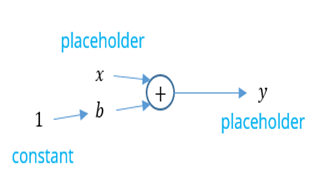 placeholder
x
+
y
b
1
placeholder
constant